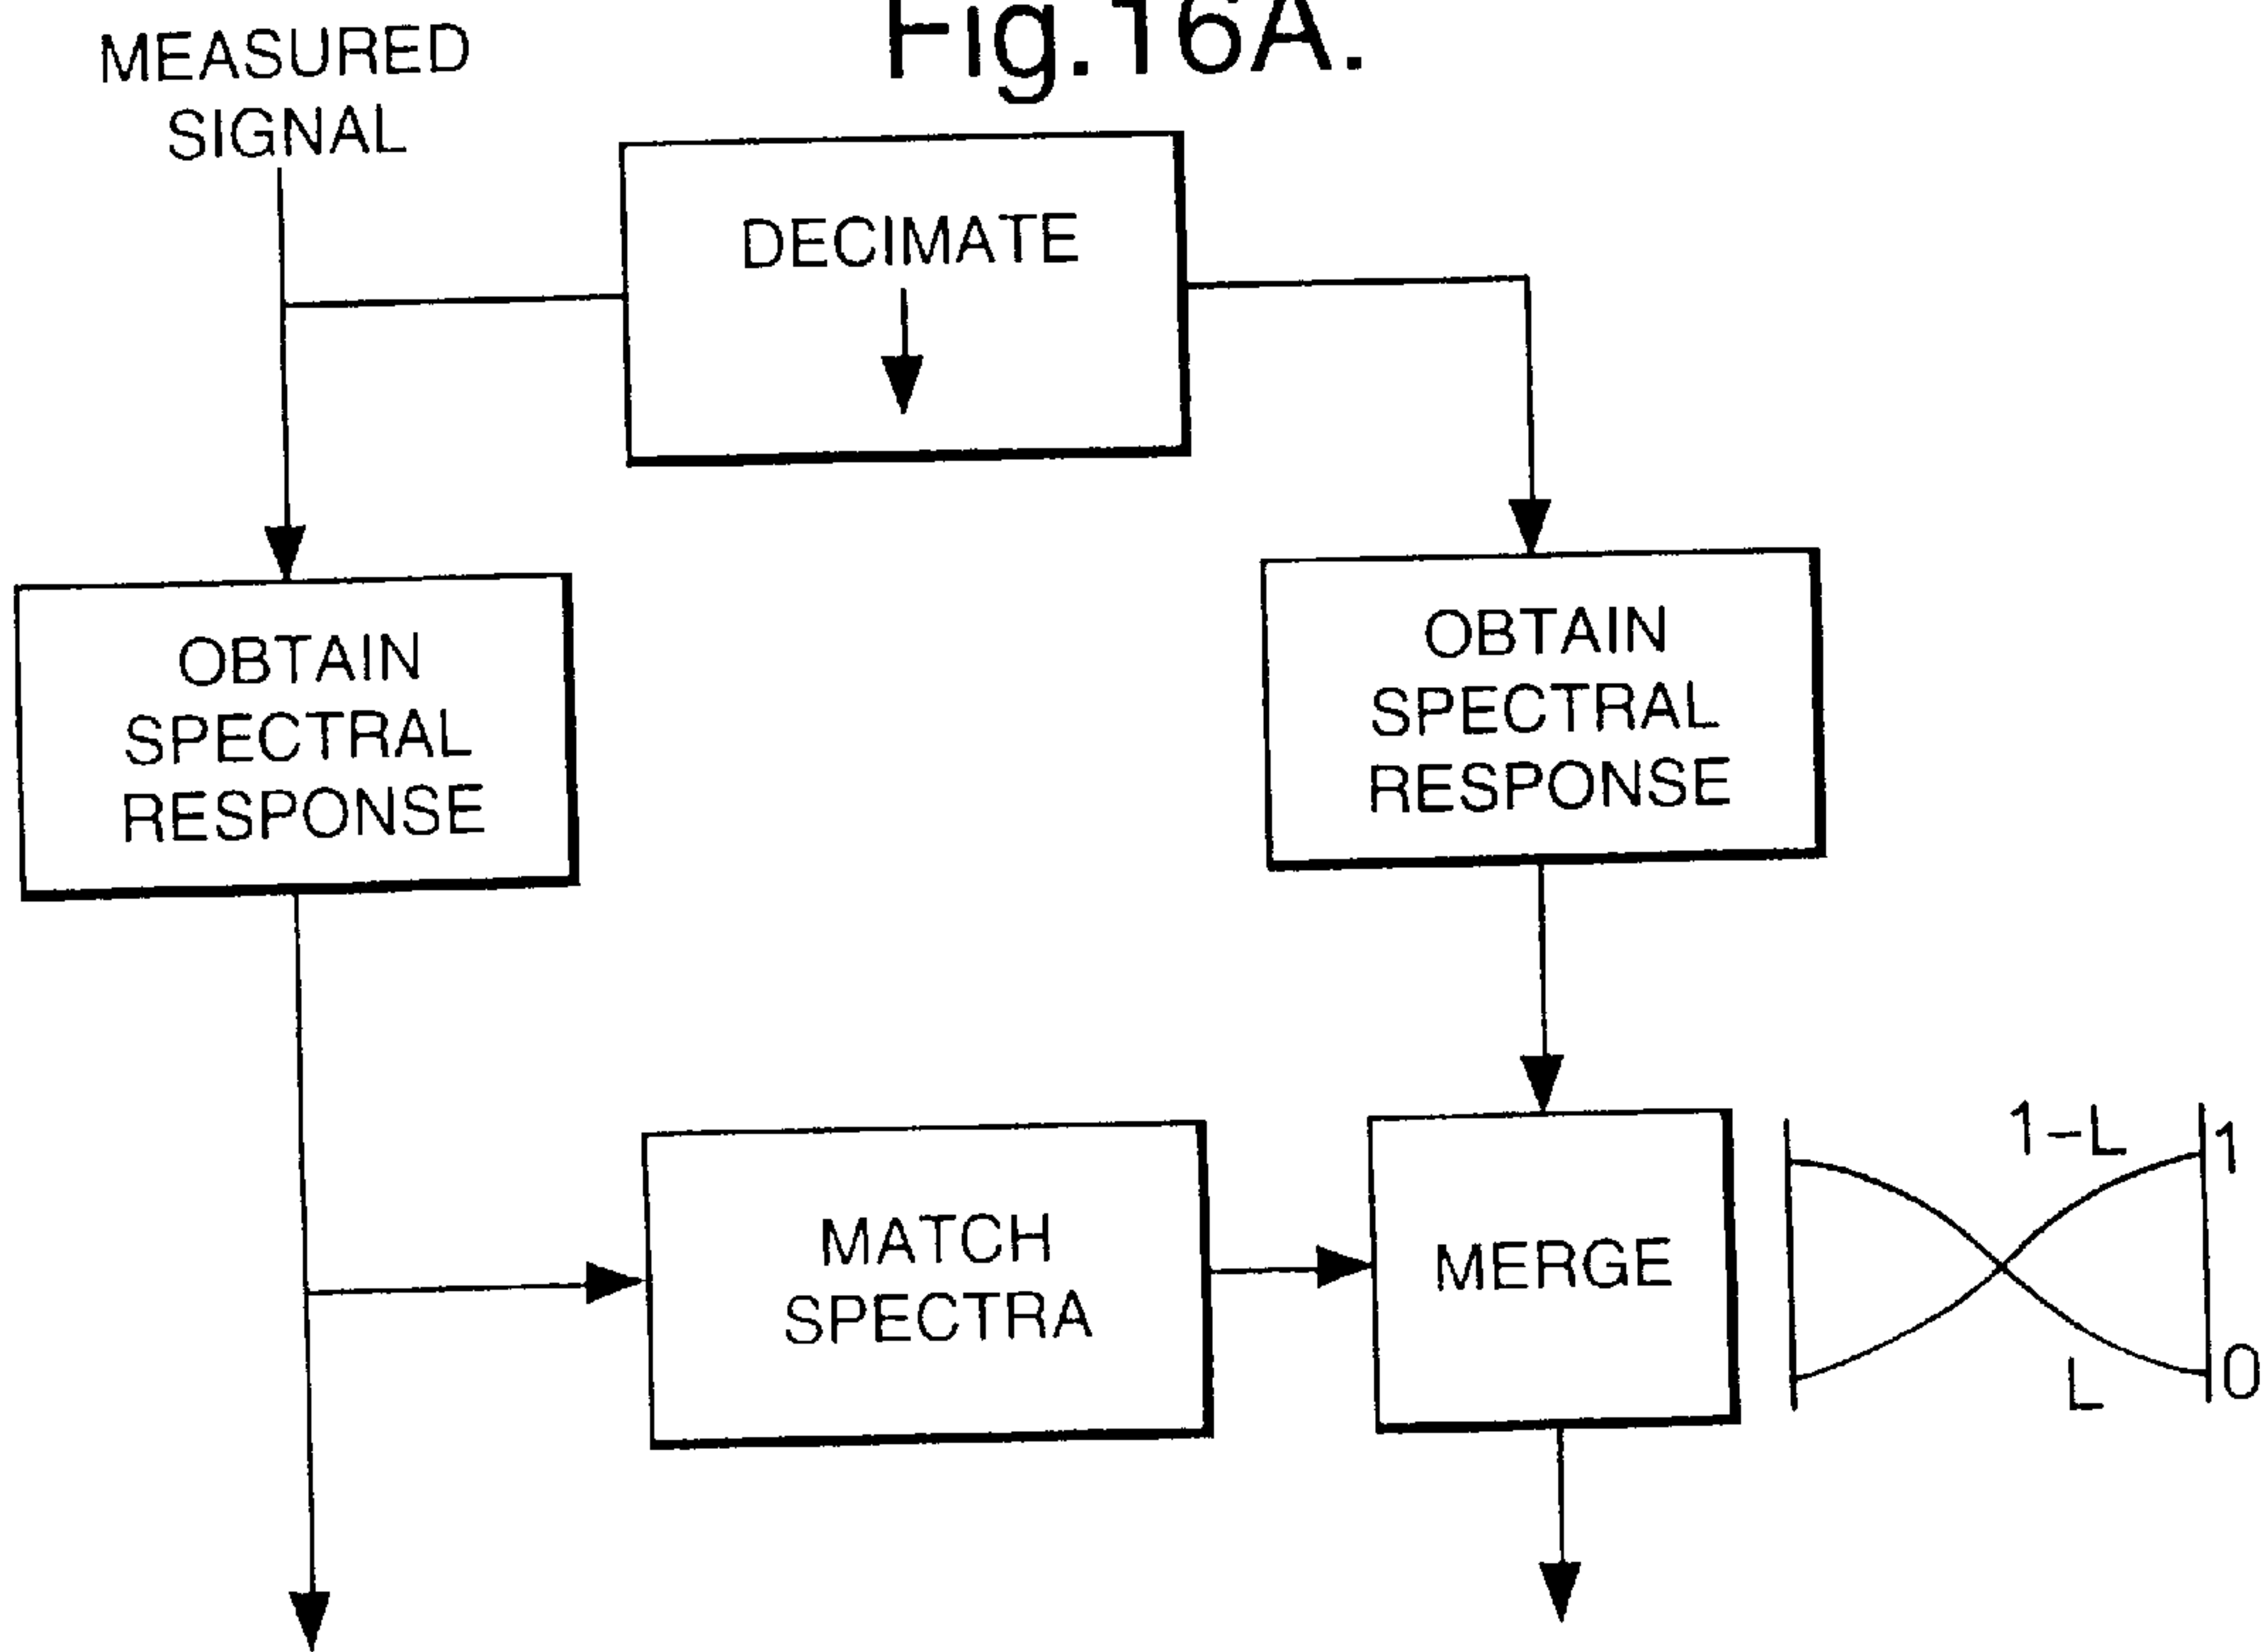 Fig.16A.
MEASURED
SIGNAL
DECIMATE
OBTAIN
SPECTRAL
RESPONSE
OBTAIN
SPECTRAL
RESPONSE
MATCH
SPECTRA
MERGE
1-L
1
L
0